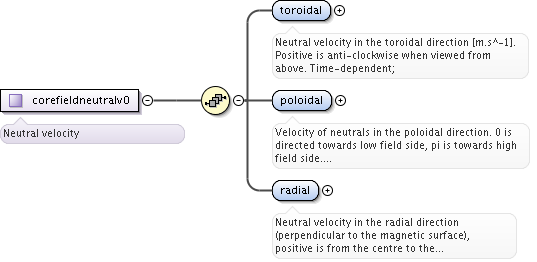 toroidal
Neutral velocity in the toroidal direction [m.s^-1].
Positive is anti-clockwise when viewed from
above. Time-dependent;
corefieldneutralv0
Neutral velocity
poloidal
Velocity of neutrals in the poloidal direction. 0 is
directed towards low field side, pi is towards high
field side....
radial
Neutral velocity in the radial direction
(perpendicular to the magnetic surface),
positive is from the centre to the...